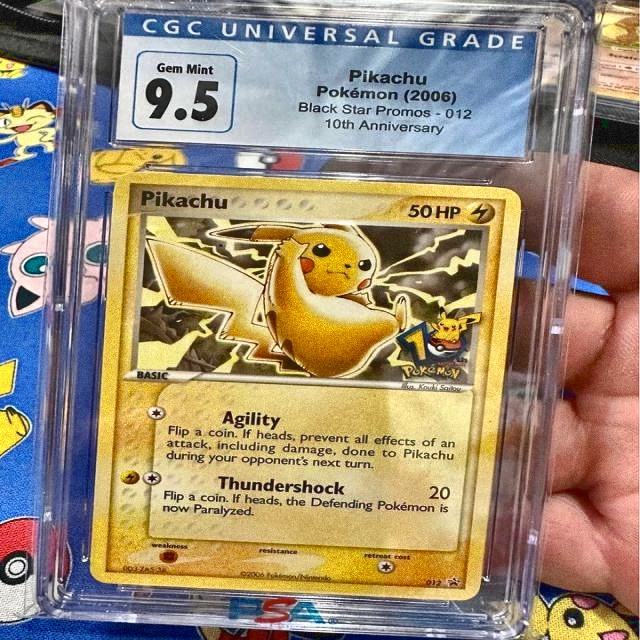 CGC UNIVERSAL GRADE
Gem Mint
9.5
Pikachu
Pokémon (2006)
Black Star Promos - 012
10th Anniversary
Pikachu
50 HP
10
POKéMON
BASIC
Illus. Kouki Saitou
Agility
Flip a coin. If heads, prevent all effects of an
attack, including damage, done to Pikachu
during your opponent's next turn.
Thundershock 20
Flip a coin. If heads, the Defending Pokémon is
now Paralyzed.
weakness resistance retreat cost
©2006 Pokémon/Nintendo
012
PSA